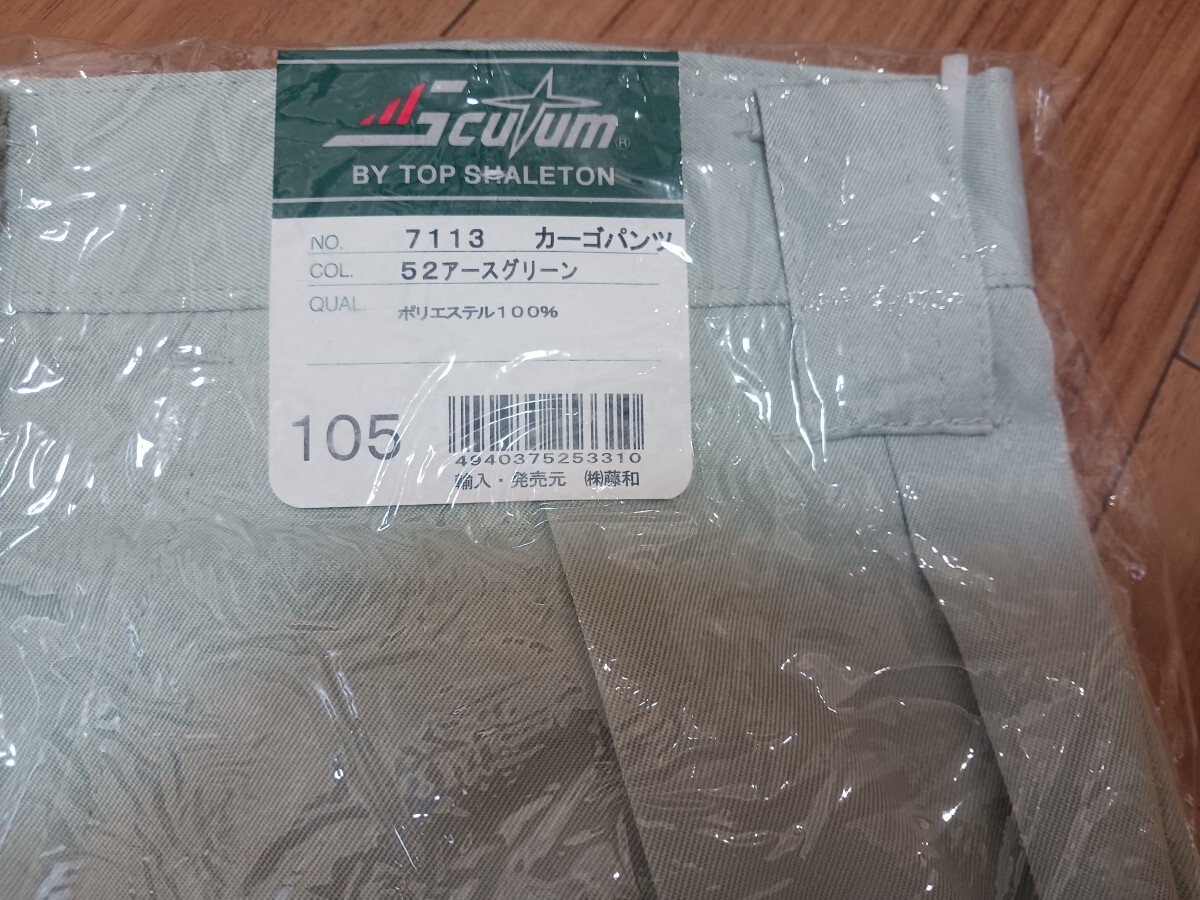 Scutum®
BY TOP SHALETON
NO. 7113 カーゴパンツ
COL. 52アースグリーン
QUAL. ポリエステル100%
105
4940375253310
輸入・発売元 ㈱藤和